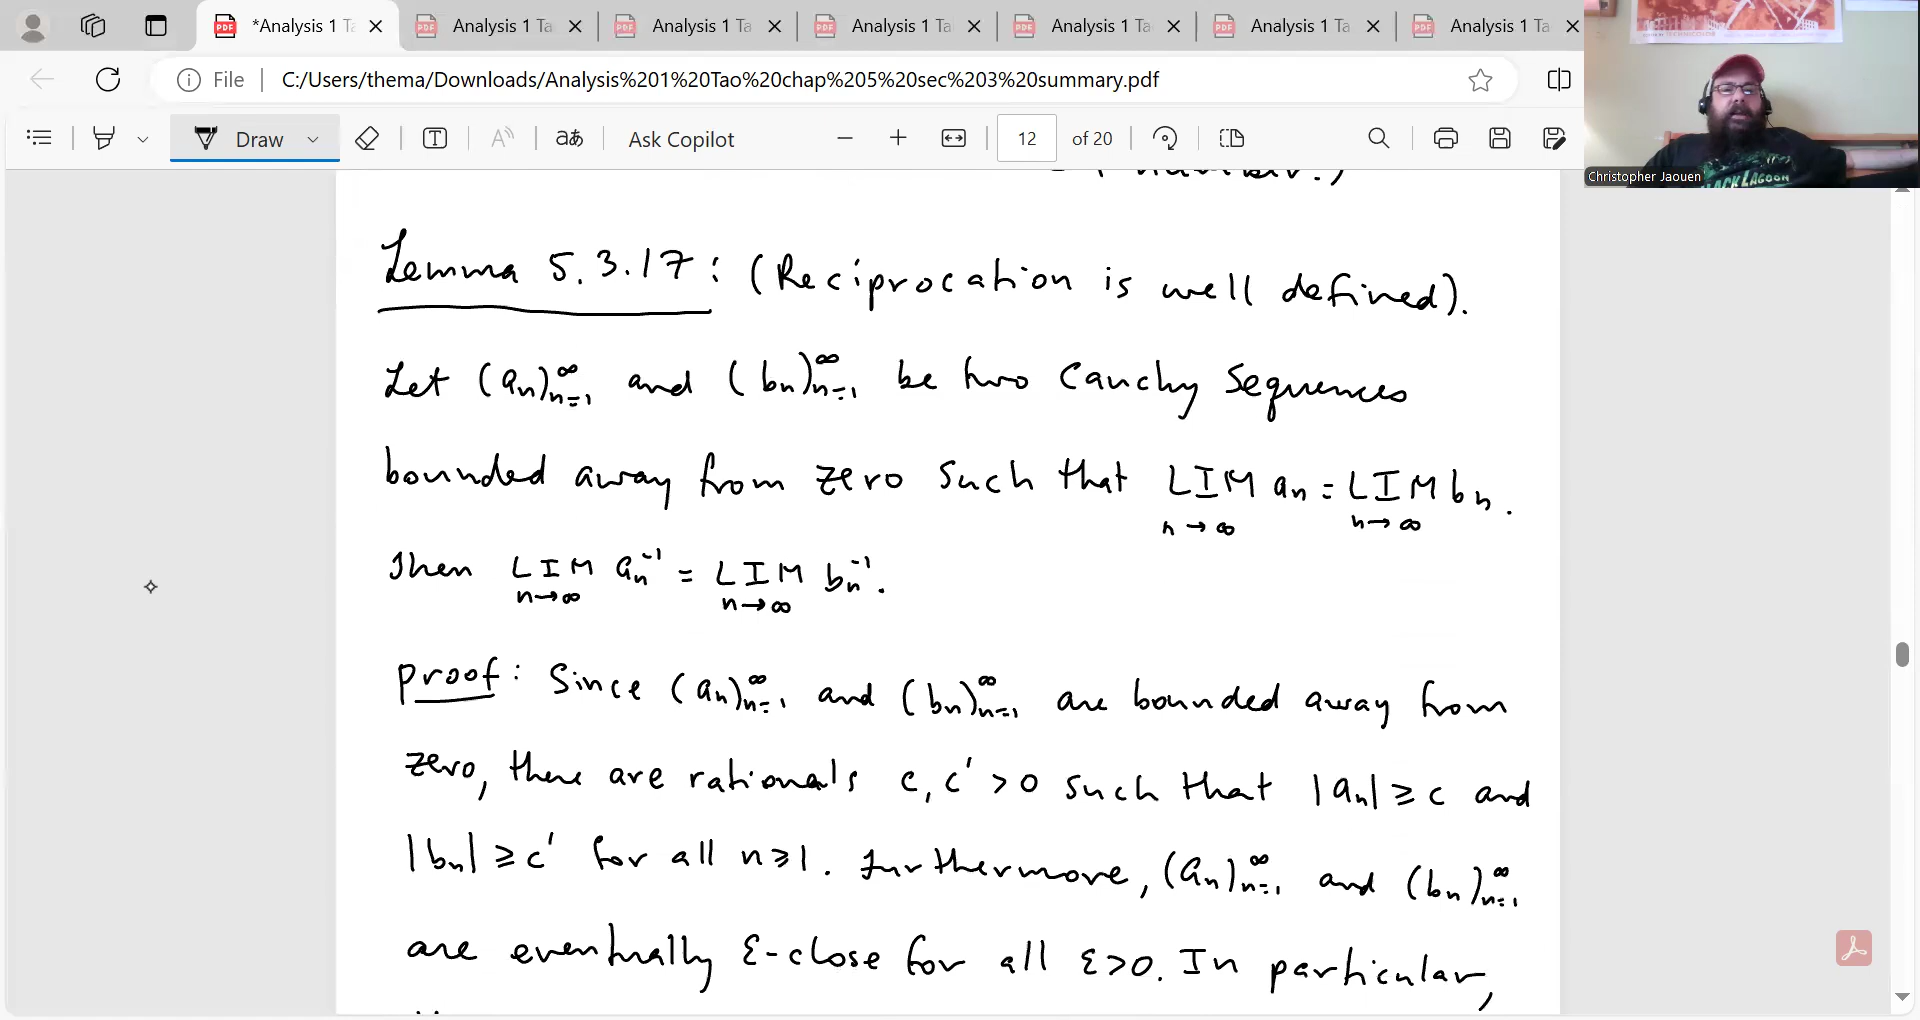 *Analysis 1 Ta
Analysis 1 Ta
Analysis 1 Ta
Analysis 1 Ta
Analysis 1 Ta
Analysis 1 Ta
Analysis 1 Ta
File
C:/Users/thema/Downloads/Analysis%201%20Tao%20chap%205%20sec%203%20summary.pdf
Draw
Ask Copilot
12 of 20
Christopher Jaouen
number.)
Lemma 5.3.17: (Reciprocation is well defined).
Let (aₙ)ₙ₌₁^∞ and (bₙ)ₙ₌₁^∞ be two Cauchy Sequences
bounded away from zero such that LIM n→∞ aₙ = LIM n→∞ bₙ.
Then LIM n→∞ aₙ⁻¹ = LIM n→∞ bₙ⁻¹.
Proof: Since (aₙ)ₙ₌₁^∞ and (bₙ)ₙ₌₁^∞ are bounded away from
zero, there are rationals c, c' > 0 such that |aₙ| ≥ c and
|bₙ| ≥ c' for all n ≥ 1. Furthermore, (aₙ)ₙ₌₁^∞ and (bₙ)ₙ₌₁^∞
are eventually ε-close for all ε>0. In particular,